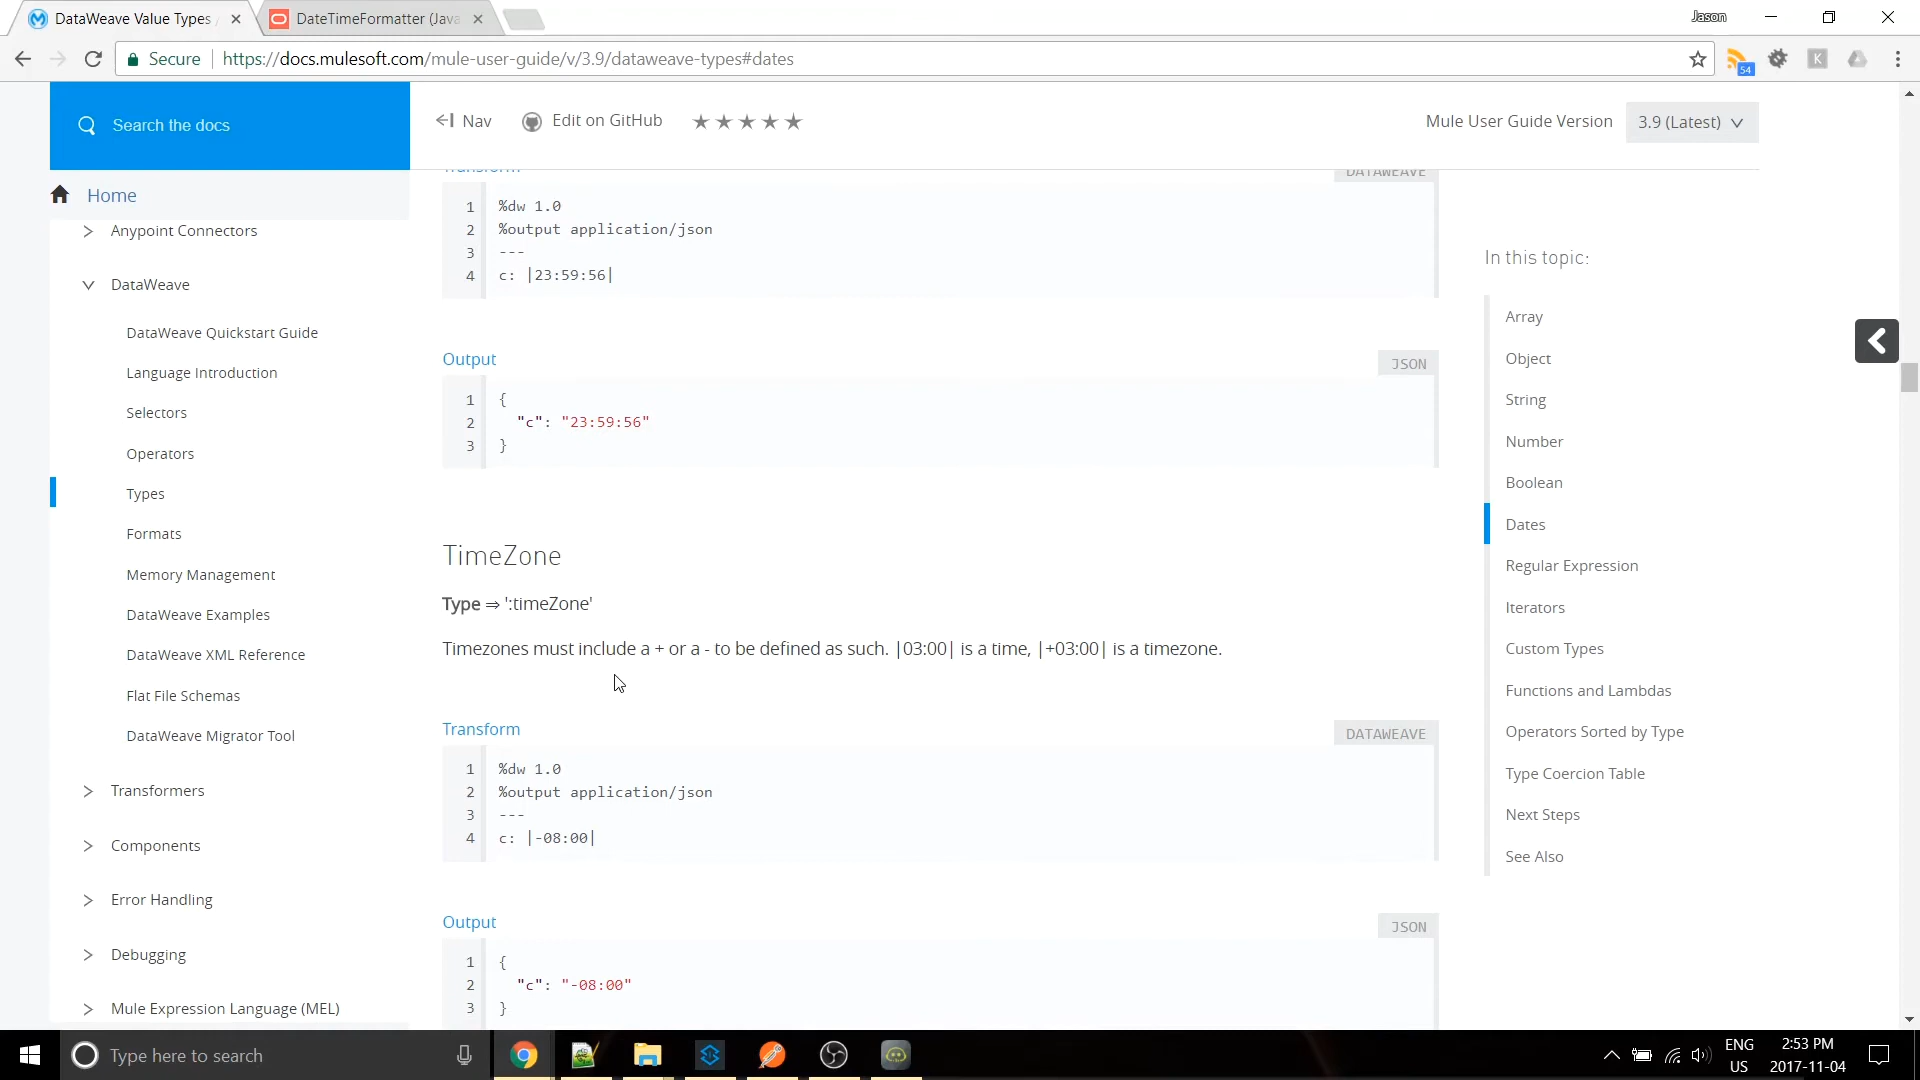 DataWeave Value Types
DateTimeFormatter (Java
Jason
Secure
https://docs.mulesoft.com/mule-user-guide/v/3.9/dataweave-types#dates
54
K
Search the docs
Nav
Edit on GitHub
Mule User Guide Version
3.9 (Latest)
Home
Anypoint Connectors
DataWeave
DataWeave Quickstart Guide
Language Introduction
Selectors
Operators
Types
Formats
Memory Management
DataWeave Examples
DataWeave XML Reference
Flat File Schemas
DataWeave Migrator Tool
Transformers
Components
Error Handling
Debugging
Mule Expression Language (MEL)
Transform
DATAWEAVE
1 %dw 1.0
2 %output application/json
3 ---
4 c: |23:59:56|
Output
JSON
1 {
2 "c": "23:59:56"
3 }
TimeZone
Type ⇒ ':timeZone'
Timezones must include a + or a - to be defined as such. |03:00| is a time, |+03:00| is a timezone.
Transform
DATAWEAVE
1 %dw 1.0
2 %output application/json
3 ---
4 c: |-08:00|
Output
JSON
1 {
2 "c": "-08:00"
3 }
In this topic:
Array
Object
String
Number
Boolean
Dates
Regular Expression
Iterators
Custom Types
Functions and Lambdas
Operators Sorted by Type
Type Coercion Table
Next Steps
See Also
Type here to search
ENG
US
2:53 PM
2017-11-04